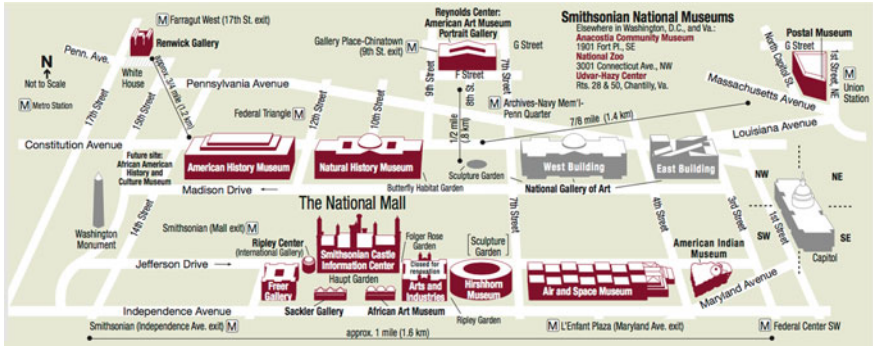 M Farragut West (17th St. exit)
Renwick Gallery
Penn. Ave.
N
Not to Scale
M Metro Station
White
House
17th Street
15th Street
approx. 3/4 mile (1.2 km)
Pennsylvania Avenue
Federal Triangle M
12th Street
10th Street
Reynolds Center:
American Art Museum
Portrait Gallery
Gallery Place-Chinatown
(9th St. exit) M
G Street
F Street
9th Street
8th St.
7th Street
M Archives-Navy Mem'l-
Penn Quarter
1/2 mile
(.8 km)
7/8 mile (1.4 km)
Smithsonian National Museums
Elsewhere in Washington, D.C., and Va.:
Anacostia Community Museum
1901 Fort Pl., SE
National Zoo
3001 Connecticut Ave., NW
Udvar-Hazy Center
Rts. 28 & 50, Chantilly, Va.
Postal Museum
G Street
North Capitol St.
1st Street, NE
M
Union
Station
Massachusetts Avenue
Louisiana Avenue
Constitution Avenue
Future site:
African American
History and
Culture Museum
American History Museum
Natural History Museum
Butterfly Habitat Garden
Sculpture Garden
West Building
East Building
National Gallery of Art
Madison Drive
The National Mall
Washington
Monument
14th Street
7th Street
4th Street
3rd Street
1st Street
NW
NE
SW
SE
Capitol
Smithsonian (Mall exit) M
Ripley Center
(International Gallery)
Jefferson Drive
Freer
Gallery
Smithsonian Castle
Information Center
Haupt Garden
Folger Rose
Garden
Closed for
renovation
Arts and
Industries
Sculpture
Garden
Hirshhorn
Museum
Air and Space Museum
American Indian
Museum
Maryland Avenue
Independence Avenue
Sackler Gallery
African Art Museum
Ripley Garden
Smithsonian (Independence Ave. exit) M
M L'Enfant Plaza (Maryland Ave. exit)
M Federal Center SW
approx. 1 mile (1.6 km)